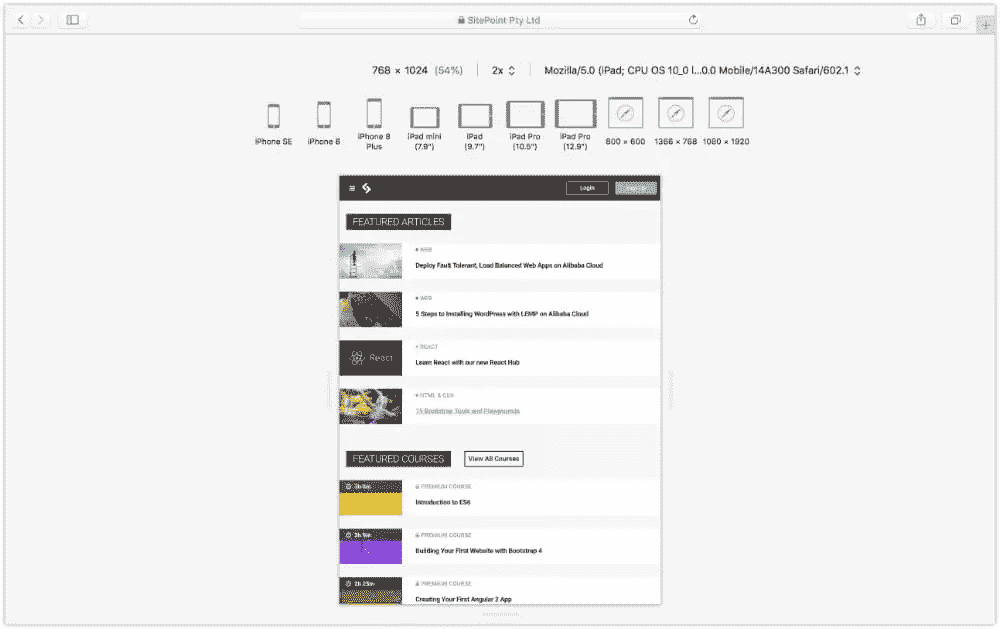 SitePoint Pty Ltd
768 × 1024 (54%) 2x Mozilla/5.0 (iPad; CPU OS 10_0 l...0.0 Mobile/14A300 Safari/602.1
iPhone SE
iPhone 8
iPhone 8 Plus
iPad mini (7.9")
iPad (9.7")
iPad Pro (10.5")
iPad Pro (12.9")
800 × 600
1366 × 768
1080 × 1920
Login
FEATURED ARTICLES
WEB
Deploy Fault Tolerant, Load Balanced Web Apps on Alibaba Cloud
WEB
5 Steps to Installing WordPress with LEMP on Alibaba Cloud
React
REACT
Learn React with our new React Hub
HTML & CSS
15 Bootstrap Tools and Playgrounds
FEATURED COURSES
View All Courses
PREMIUM COURSE
Introduction to ES6
PREMIUM COURSE
Building Your First Website with Bootstrap 4
2h 25m
PREMIUM COURSE
Creating Your First Angular 2 App